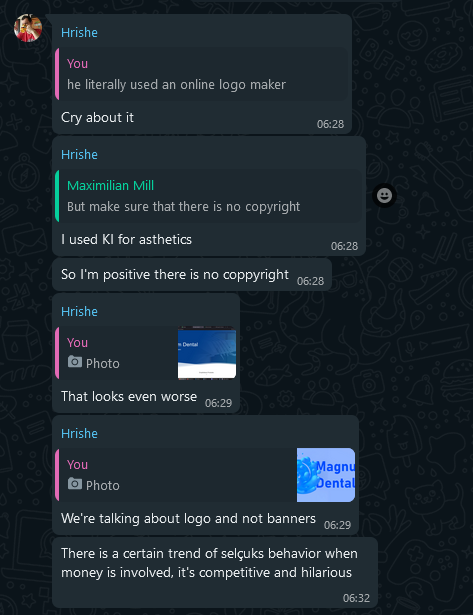 Hrishe
You
he literally used an online logo maker
Cry about it
06:28
Hrishe
Maximilian Mill
But make sure that there is no copyright
I used KI for asthetics
06:28
So I'm positive there is no coppyright
06:28
Hrishe
You
Photo
m Dental
That looks even worse
06:29
Hrishe
You
Photo
Magnu
Dental
We're talking about logo and not banners
06:29
There is a certain trend of selçuks behavior when
money is involved, it's competitive and hilarious
06:32